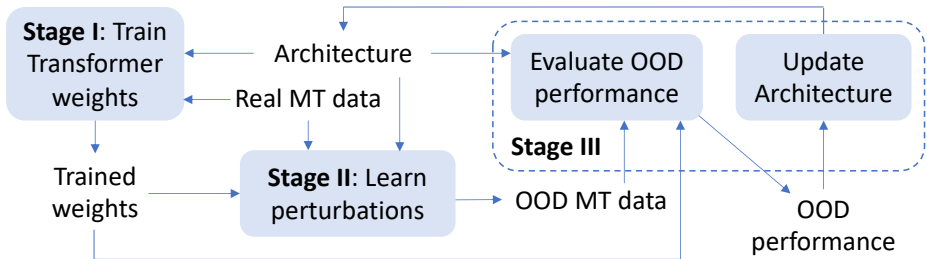 Stage I: Train
Transformer
weights
Architecture
Real MT data
Evaluate OOD
performance
Update
Architecture
Stage III
Trained
weights
Stage II: Learn
perturbations
OOD MT data
OOD
performance